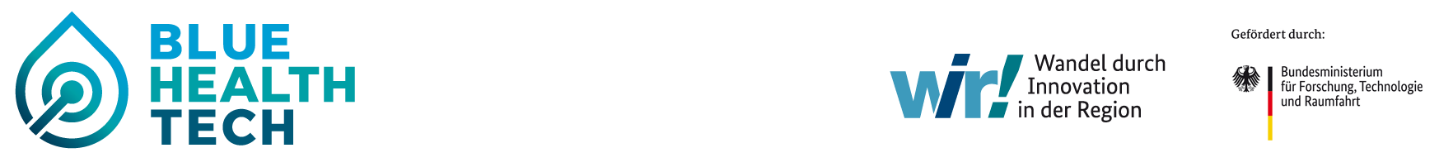 BLUE
HEALTH
TECH
wir!
Wandel durch
Innovation
in der Region
Gefördert durch:
Bundesministerium
für Forschung, Technologie
und Raumfahrt